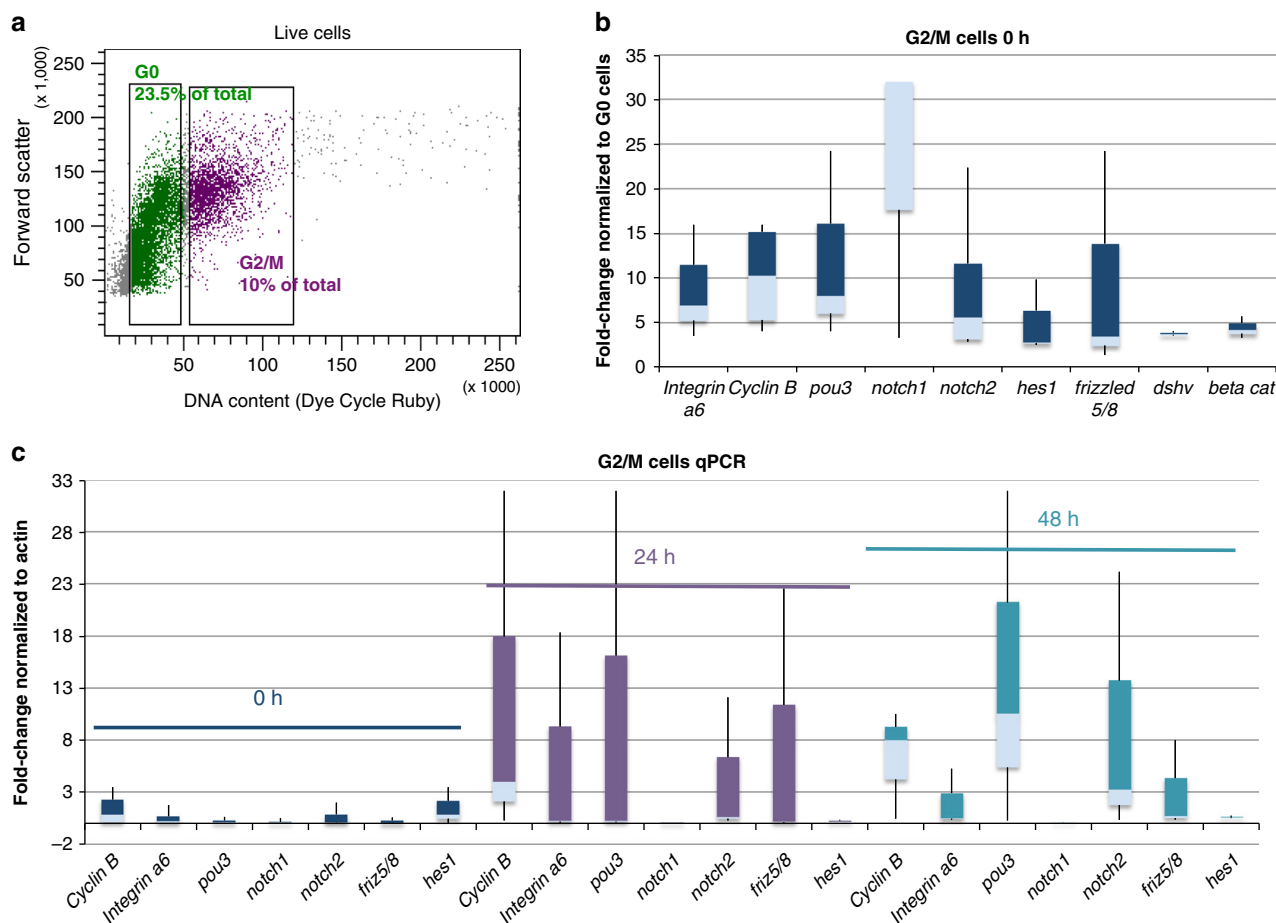 a
Live cells
(x 1,000)
Forward scatter
250
200
150
100
50
G0
23.5% of total
G2/M
10% of total
50
100
150
200
250
(x 1000)
DNA content (Dye Cycle Ruby)
b
G2/M cells 0 h
Fold-change normalized to G0 cells
35
30
25
20
15
10
5
0
Integrin a6
Cyclin B
pou3
notch1
notch2
hes1
frizzled 5/8
dshv
beta cat
c
G2/M cells qPCR
Fold-change normalized to actin
33
28
23
18
13
8
3
–2
0 h
24 h
48 h
Cyclin B
Integrin a6
pou3
notch1
notch2
friz5/8
hes1
Cyclin B
Integrin a6
pou3
notch1
notch2
friz5/8
hes1
Cyclin B
Integrin a6
pou3
notch1
notch2
friz5/8
hes1